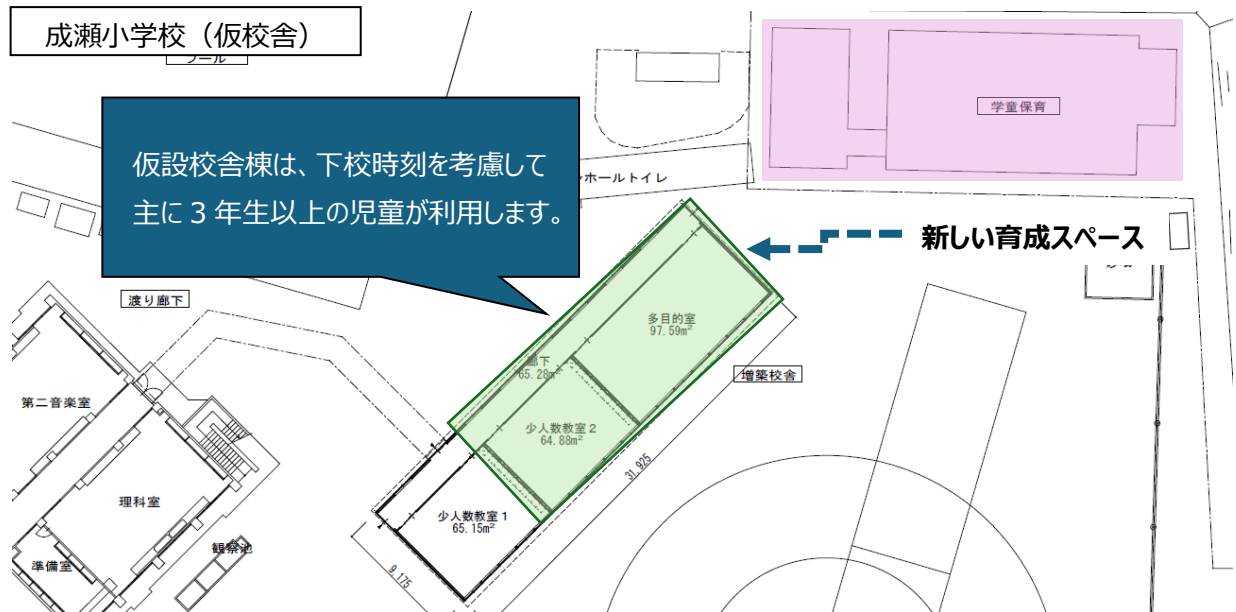 成瀬小学校（仮校舎）
プール
学童保育
仮設校舎棟は、下校時刻を考慮して
主に３年生以上の児童が利用します。
ホールトイレ
新しい育成スペース
渡り廊下
多目的室
97.59m²
廊下
65.28m²
増築校舎
第二音楽室
少人数教室２
64.88m²
31,925
理科室
少人数教室１
65.15m²
観察池
準備室
9,175